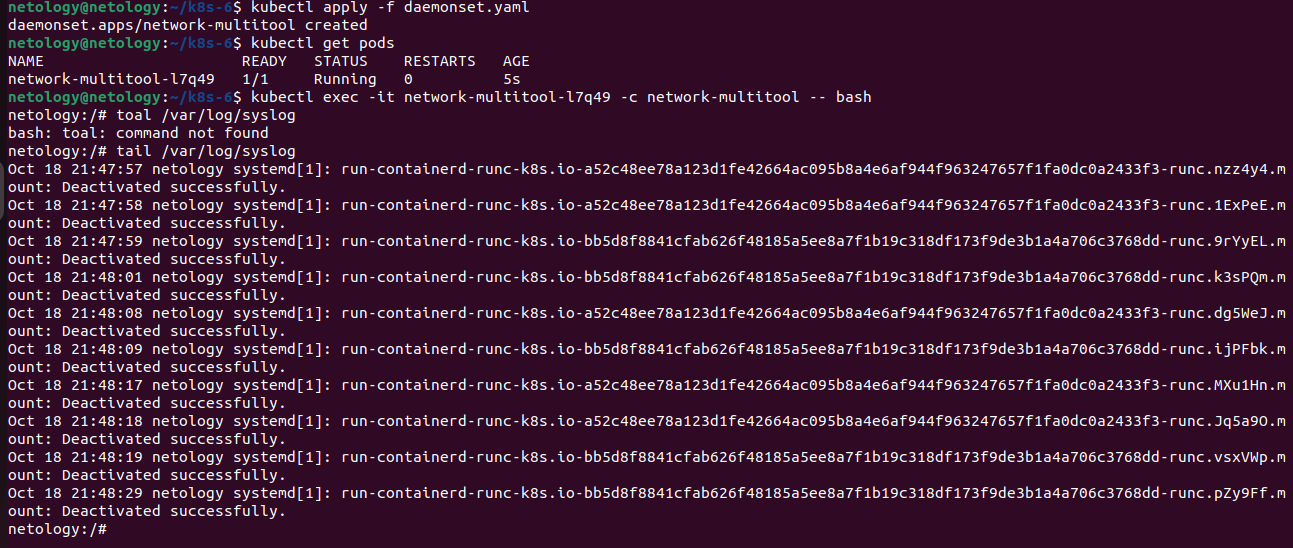 netology@netology:~/k8s-6$ kubectl apply -f daemonset.yaml
daemonset.apps/network-multitool created
netology@netology:~/k8s-6$ kubectl get pods
NAME                      READY   STATUS    RESTARTS   AGE
network-multitool-l7q49   1/1     Running   0          5s
netology@netology:~/k8s-6$ kubectl exec -it network-multitool-l7q49 -c network-multitool -- bash
netology:/# toal /var/log/syslog
bash: toal: command not found
netology:/# tail /var/log/syslog
Oct 18 21:47:57 netology systemd[1]: run-containerd-runc-k8s.io-a52c48ee78a123d1fe42664ac095b8a4e6af944f963247657f1fa0dc0a2433f3-runc.nzz4y4.m
ount: Deactivated successfully.
Oct 18 21:47:58 netology systemd[1]: run-containerd-runc-k8s.io-a52c48ee78a123d1fe42664ac095b8a4e6af944f963247657f1fa0dc0a2433f3-runc.1ExPeE.m
ount: Deactivated successfully.
Oct 18 21:47:59 netology systemd[1]: run-containerd-runc-k8s.io-bb5d8f8841cfab626f48185a5ee8a7f1b19c318df173f9de3b1a4a706c3768dd-runc.9rYyEL.m
ount: Deactivated successfully.
Oct 18 21:48:01 netology systemd[1]: run-containerd-runc-k8s.io-bb5d8f8841cfab626f48185a5ee8a7f1b19c318df173f9de3b1a4a706c3768dd-runc.k3sPQm.m
ount: Deactivated successfully.
Oct 18 21:48:08 netology systemd[1]: run-containerd-runc-k8s.io-a52c48ee78a123d1fe42664ac095b8a4e6af944f963247657f1fa0dc0a2433f3-runc.dg5WeJ.m
ount: Deactivated successfully.
Oct 18 21:48:09 netology systemd[1]: run-containerd-runc-k8s.io-bb5d8f8841cfab626f48185a5ee8a7f1b19c318df173f9de3b1a4a706c3768dd-runc.ijPFbk.m
ount: Deactivated successfully.
Oct 18 21:48:17 netology systemd[1]: run-containerd-runc-k8s.io-a52c48ee78a123d1fe42664ac095b8a4e6af944f963247657f1fa0dc0a2433f3-runc.MXu1Hn.m
ount: Deactivated successfully.
Oct 18 21:48:18 netology systemd[1]: run-containerd-runc-k8s.io-a52c48ee78a123d1fe42664ac095b8a4e6af944f963247657f1fa0dc0a2433f3-runc.Jq5a9O.m
ount: Deactivated successfully.
Oct 18 21:48:19 netology systemd[1]: run-containerd-runc-k8s.io-bb5d8f8841cfab626f48185a5ee8a7f1b19c318df173f9de3b1a4a706c3768dd-runc.vsxVWp.m
ount: Deactivated successfully.
Oct 18 21:48:29 netology systemd[1]: run-containerd-runc-k8s.io-bb5d8f8841cfab626f48185a5ee8a7f1b19c318df173f9de3b1a4a706c3768dd-runc.pZy9Ff.m
ount: Deactivated successfully.
netology:/#